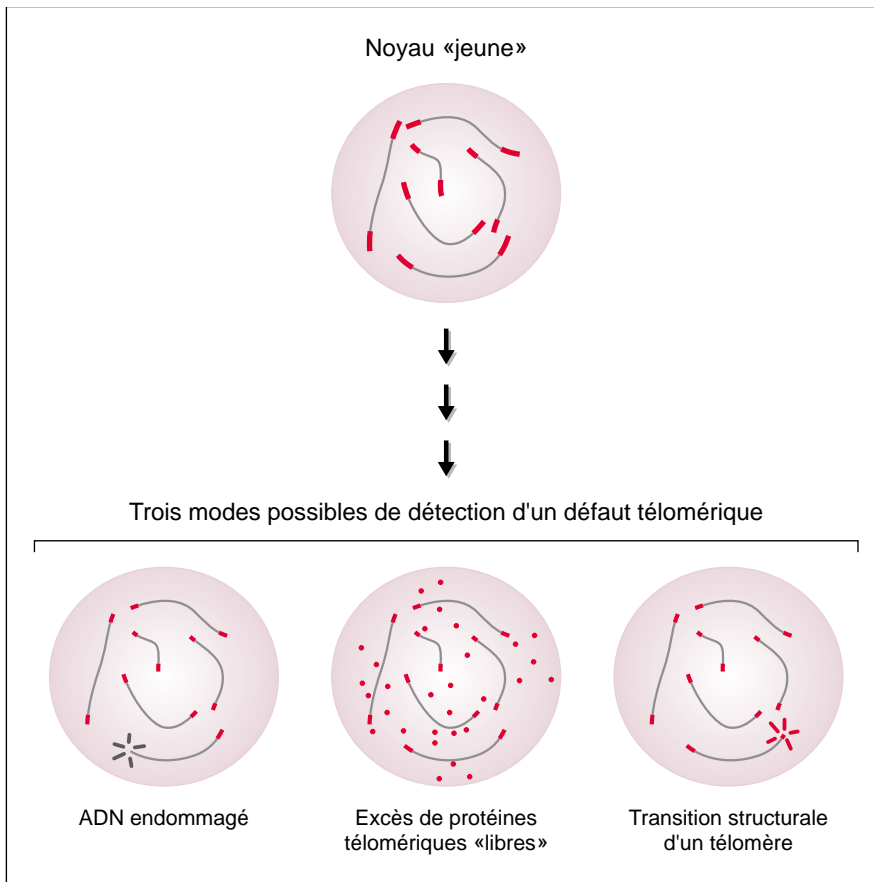 Noyau «jeune»
Trois modes possibles de détection d'un défaut télomérique
ADN endommagé
Excès de protéines
télomériques «libres»
Transition structurale
d'un télomère